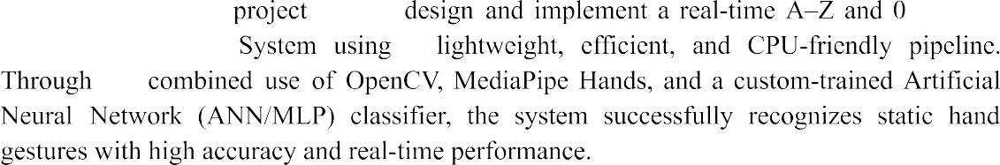 project design and implement a real-time A–Z and 0
System using lightweight, efficient, and CPU-friendly pipeline.
Through combined use of OpenCV, MediaPipe Hands, and a custom-trained Artificial
Neural Network (ANN/MLP) classifier, the system successfully recognizes static hand
gestures with high accuracy and real-time performance.